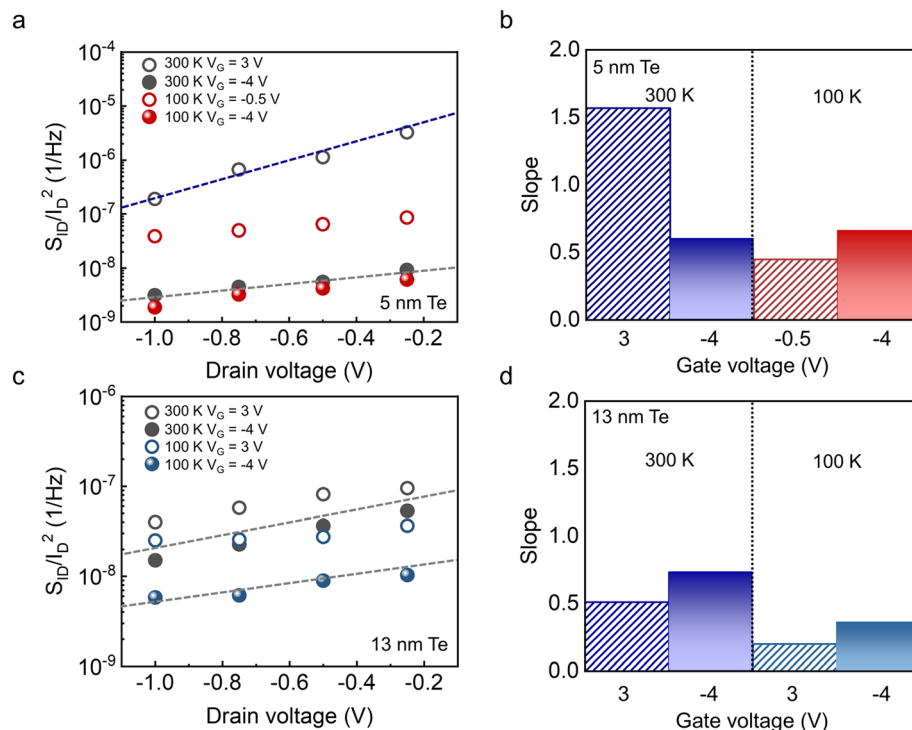 a
10⁻⁴
10⁻⁵
10⁻⁶
10⁻⁷
10⁻⁸
10⁻⁹
S_ID/I_D² (1/Hz)
300 K V_G = 3 V
300 K V_G = -4 V
100 K V_G = -0.5 V
100 K V_G = -4 V
5 nm Te
-1.0 -0.8 -0.6 -0.4 -0.2
Drain voltage (V)
b
2.0
1.5
1.0
0.5
0.0
Slope
5 nm Te
300 K 100 K
3 -4 -0.5 -4
Gate voltage (V)
c
10⁻⁶
10⁻⁷
10⁻⁸
10⁻⁹
S_ID/I_D² (1/Hz)
300 K V_G = 3 V
300 K V_G = -4 V
100 K V_G = 3 V
100 K V_G = -4 V
13 nm Te
-1.0 -0.8 -0.6 -0.4 -0.2
Drain voltage (V)
d
2.0
1.5
1.0
0.5
0.0
Slope
13 nm Te
300 K 100 K
3 -4 3 -4
Gate voltage (V)